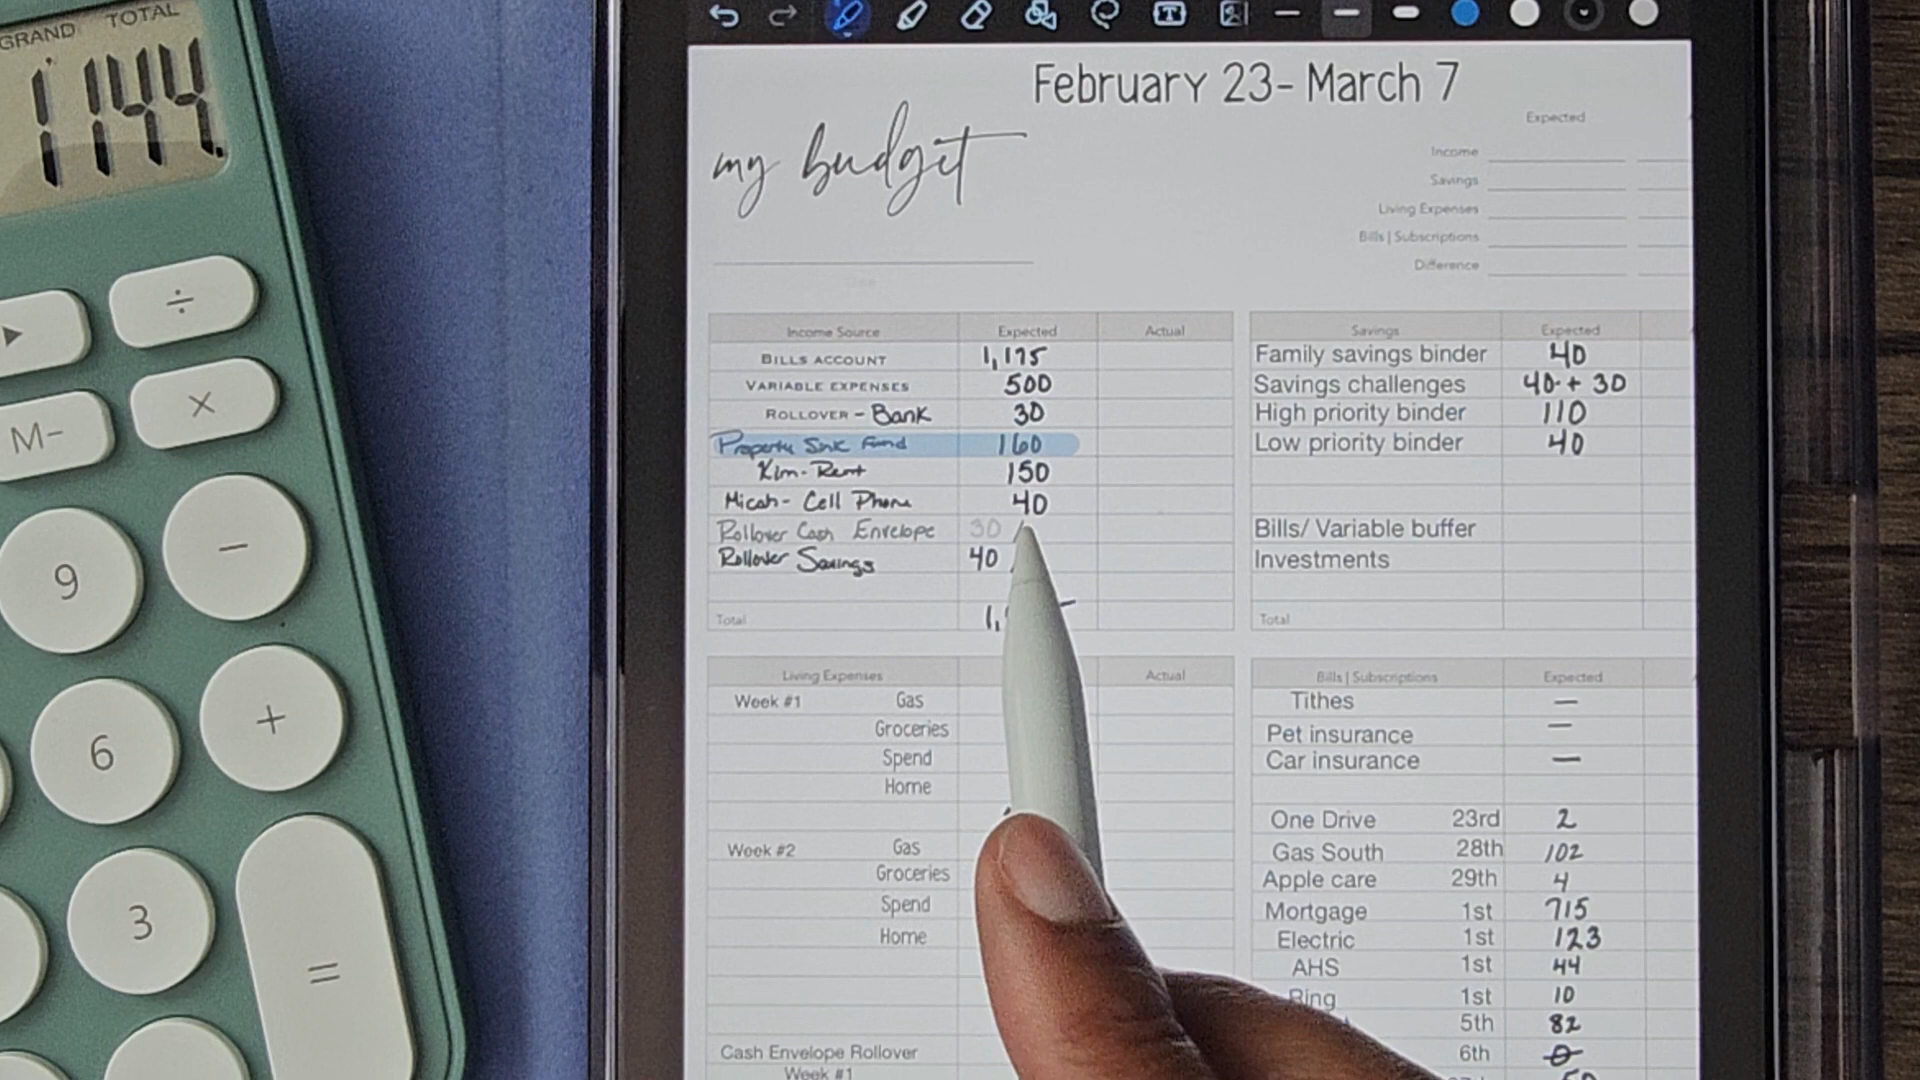 GRAND TOTAL
1'144.
÷
M-
×
9
-
6
+
3
=
February 23- March 7
my budget
Expected
Income
Savings
Living Expenses
Bills | Subscriptions
Difference
Income Source Expected Actual
BILLS ACCOUNT 1,175
VARIABLE EXPENSES 500
ROLLOVER - Bank 30
Property Sink Fund 160
Kim-Rent 150
Micah- Cell Phone 40
Rollover Cash Envelope 30
Rollover Savings 40
Total
Savings Expected
Family savings binder 40
Savings challenges 40 + 30
High priority binder 110
Low priority binder 40
Bills/ Variable buffer
Investments
Total
Living Expenses Actual
Week #1 Gas
Groceries
Spend
Home
Week #2 Gas
Groceries
Spend
Home
Cash Envelope Rollover
Week #1
Bills | Subscriptions Expected
Tithes —
Pet insurance —
Car insurance —
One Drive 23rd 2
Gas South 28th 102
Apple care 29th 4
Mortgage 1st 715
Electric 1st 123
AHS 1st 44
Ring 1st 10
5th 82
6th